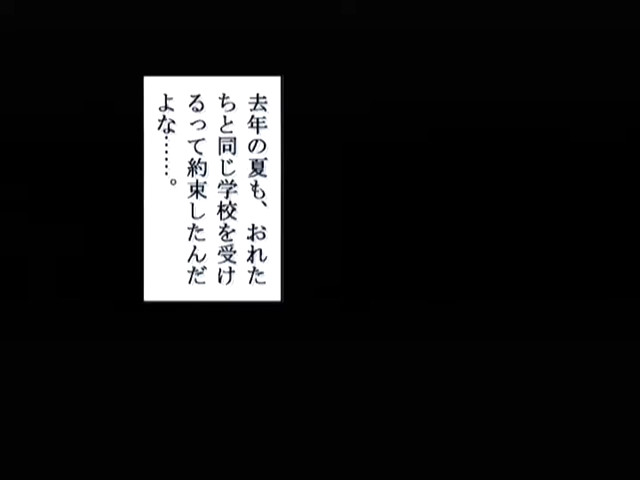 去年の夏も、おれた
ちと同じ学校を受け
るって約束したんだ
よな……。